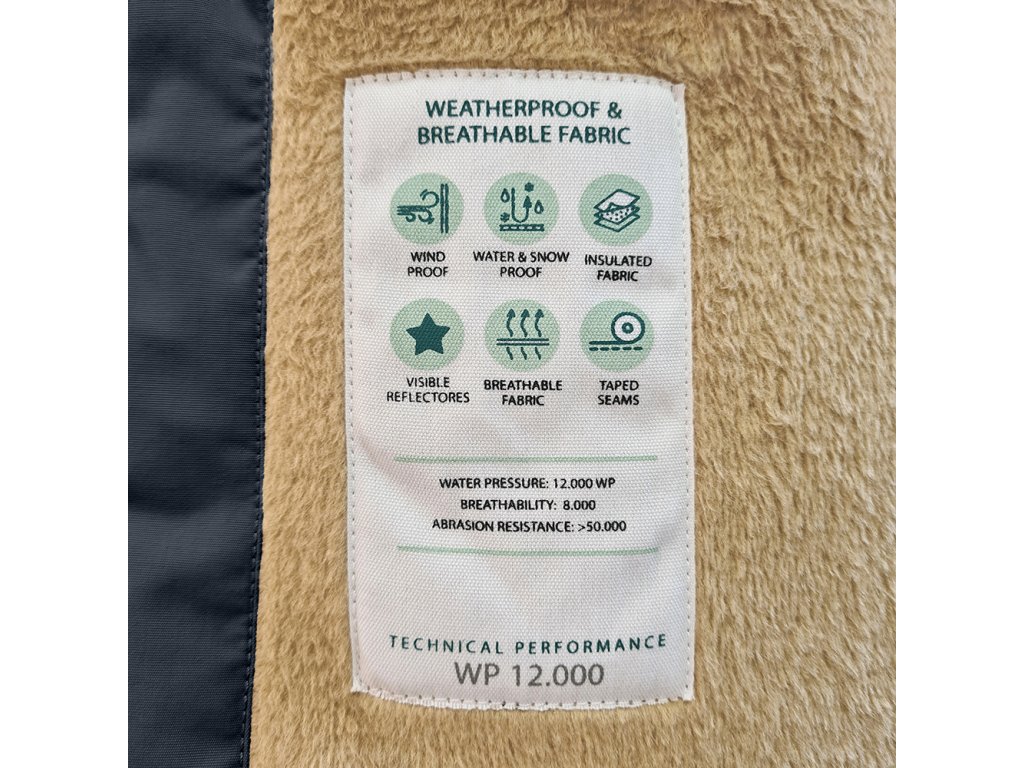 WEATHERPROOF &
BREATHABLE FABRIC
WIND
PROOF
WATER & SNOW
PROOF
INSULATED
FABRIC
VISIBLE
REFLECTORES
BREATHABLE
FABRIC
TAPED
SEAMS
WATER PRESSURE: 12.000 WP
BREATHABILITY: 8.000
ABRASION RESISTANCE: >50.000
TECHNICAL PERFORMANCE
WP 12.000